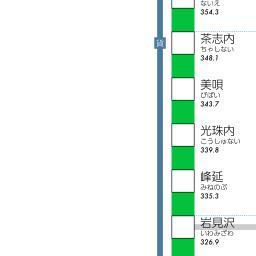 ないえ
354.3
茶志内
ちゃしない
348.1
貨
美唄
びばい
343.7
光珠内
こうしゅない
339.8
峰延
みねのぶ
335.3
岩見沢
いわみざわ
326.9